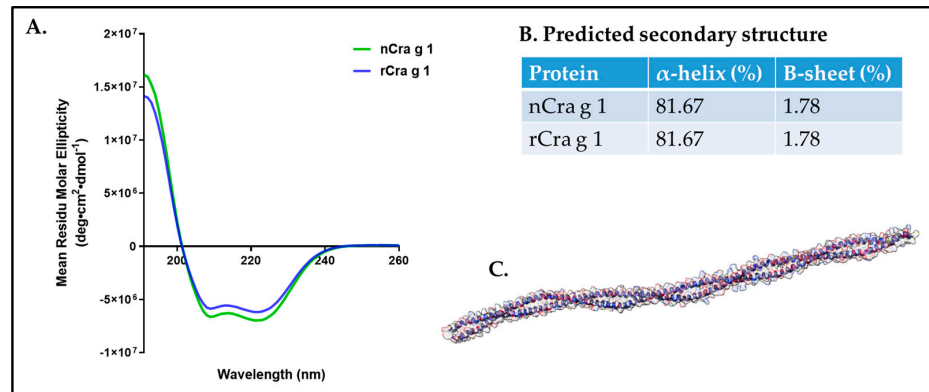 A.
Mean Residu Molar Ellipticity
(deg•cm²•dmol⁻¹)
2×10⁷
1.5×10⁷
1×10⁷
5×10⁶
0
-5×10⁶
-1×10⁷
200
220
240
260
Wavelength (nm)
nCra g 1
rCra g 1
B. Predicted secondary structure
Protein α-helix (%) B-sheet (%)
nCra g 1 81.67 1.78
rCra g 1 81.67 1.78
C.